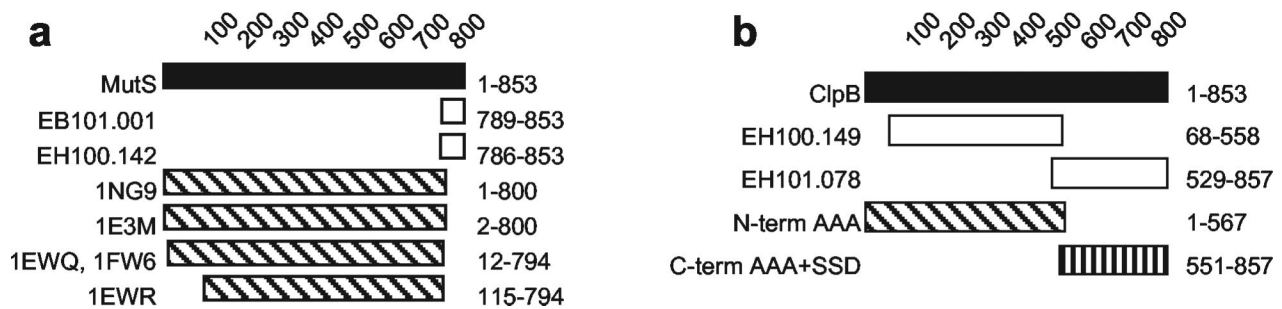 a
100 200 300 400 500 600 700 800
MutS 1-853
EB101.001 789-853
EH100.142 786-853
1NG9 1-800
1E3M 2-800
1EWQ, 1FW6 12-794
1EWR 115-794
b
100 200 300 400 500 600 700 800
ClpB 1-853
EH100.149 68-558
EH101.078 529-857
N-term AAA 1-567
C-term AAA+SSD 551-857